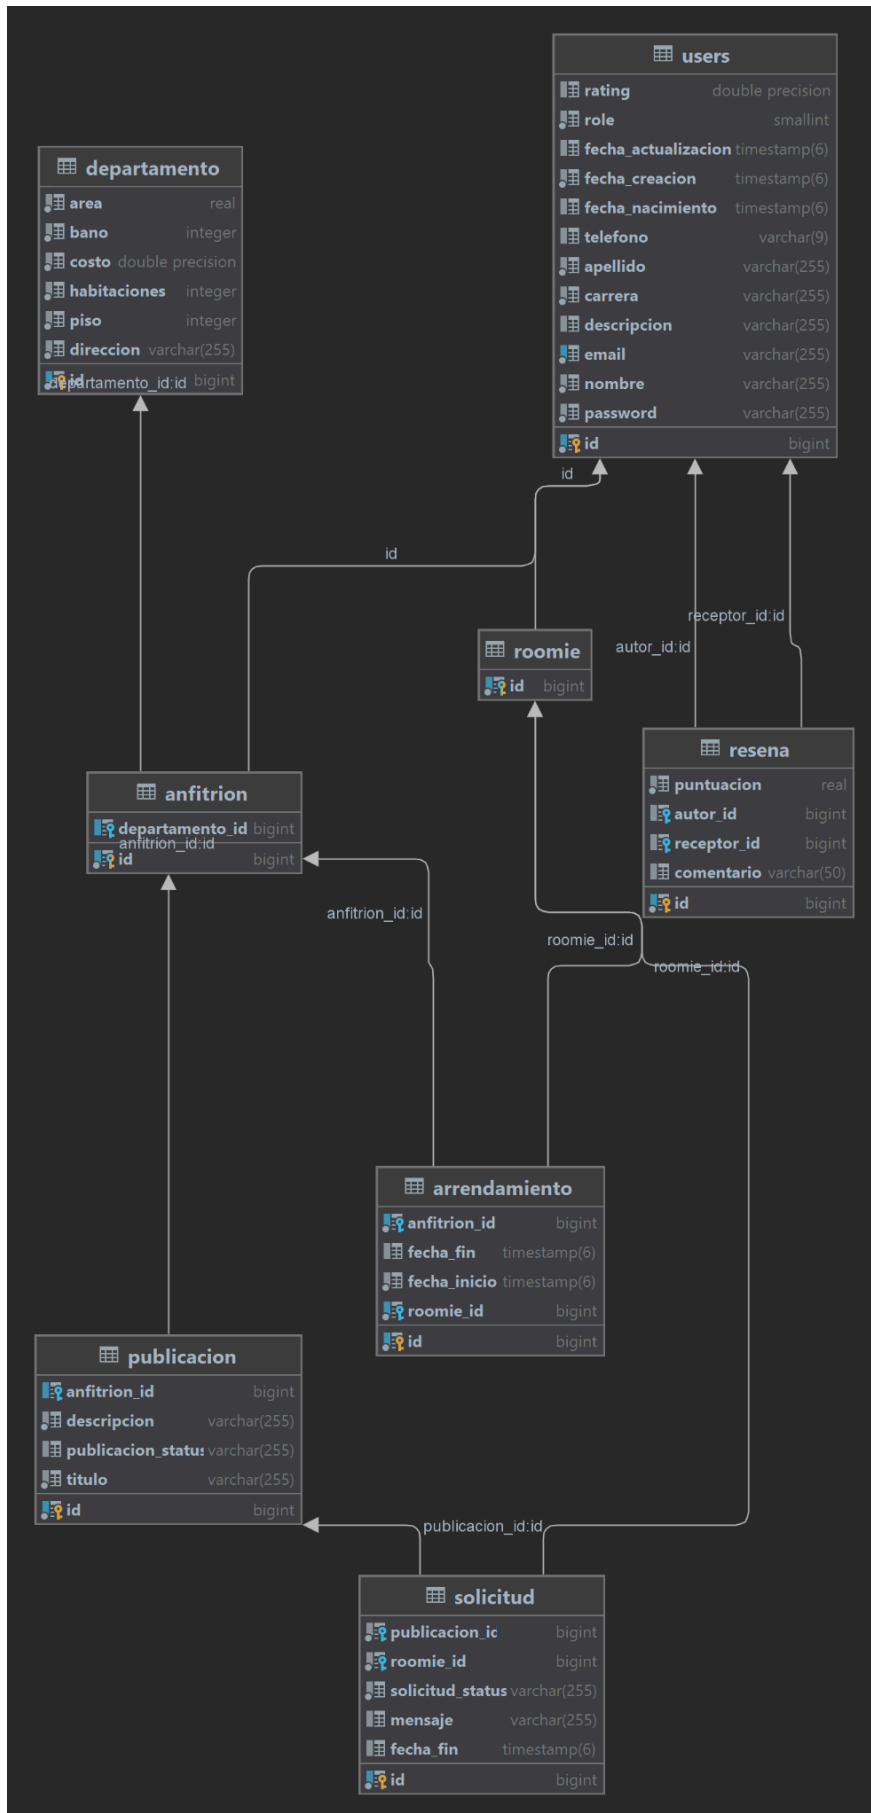 users
rating double precision
role smallint
fecha_actualizacion timestamp(6)
fecha_creacion timestamp(6)
fecha_nacimiento timestamp(6)
telefono varchar(9)
apellido varchar(255)
carrera varchar(255)
descripcion varchar(255)
email varchar(255)
nombre varchar(255)
password varchar(255)
id bigint
departamento
area real
bano integer
costo double precision
habitaciones integer
piso integer
direccion varchar(255)
id bigint
departamento_id:id
id
id
receptor_id:id
autor_id:id
roomie
id bigint
resena
puntuacion real
autor_id bigint
receptor_id bigint
comentario varchar(50)
id bigint
anfitrion
departamento_id bigint
anfitrion_id:id
id bigint
anfitrion_id:id
roomie_id:id
roomie_id:id
arrendamiento
anfitrion_id bigint
fecha_fin timestamp(6)
fecha_inicio timestamp(6)
roomie_id bigint
id bigint
publicacion
anfitrion_id bigint
descripcion varchar(255)
publicacion_status varchar(255)
titulo varchar(255)
id bigint
publicacion_id:id
solicitud
publicacion_id bigint
roomie_id bigint
solicitud_status varchar(255)
mensaje varchar(255)
fecha_fin timestamp(6)
id bigint